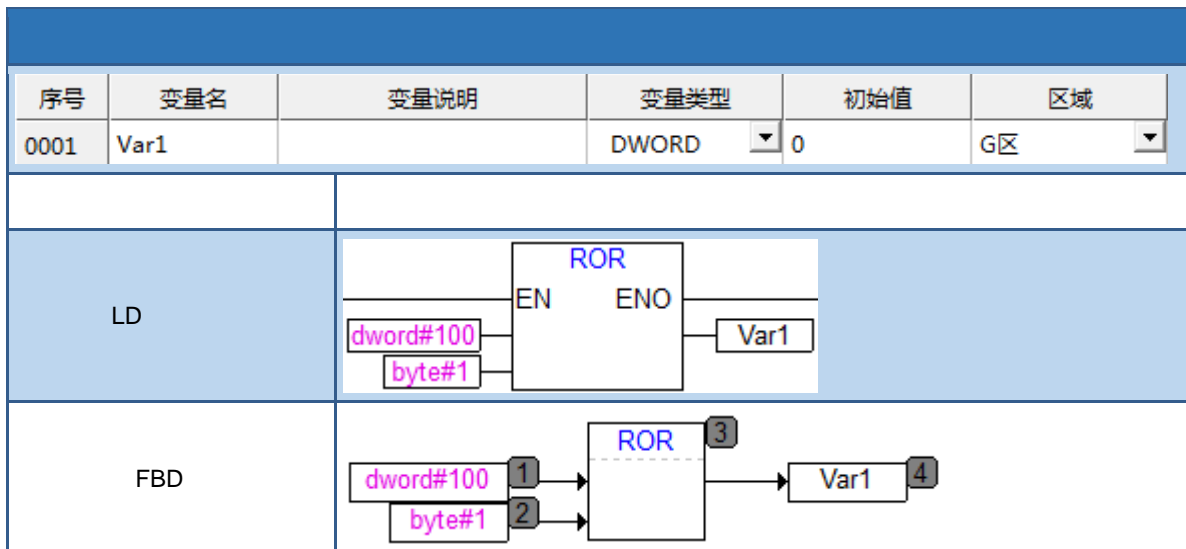 序号 变量名 变量说明 变量类型 初始值 区域
0001 Var1 DWORD 0 G区
LD
ROR
EN ENO
dword#100 Var1
byte#1
FBD
ROR 3
dword#100 1 Var1 4
byte#1 2